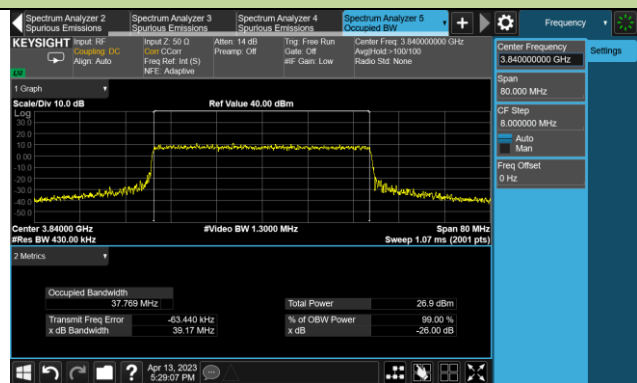 Spectrum Analyzer 2
Spurious Emissions
Spectrum Analyzer 3
Spurious Emissions
Spectrum Analyzer 4
Spurious Emissions
Spectrum Analyzer 5
Occupied BW
+
Frequency
KEYSIGHT
Input: RF
Coupling: DC
Align: Auto
Input Z: 50 Ω
Corr CCorr
Freq Ref: Int (S)
NFE: Adaptive
Atten: 14 dB
Preamp: Off
Trig: Free Run
Gate: Off
#IF Gain: Low
Center Freq: 3.840000000 GHz
Avg|Hold:>100/100
Radio Std: None
Center Frequency
3.840000000 GHz
Settings
Span
80.000 MHz
CF Step
8.000000 MHz
Auto
Man
Freq Offset
0 Hz
1 Graph
Scale/Div 10.0 dB
Ref Value 40.00 dBm
Log
30.0
20.0
10.0
0.00
-10.0
-20.0
-30.0
-40.0
-50.0
Center 3.84000 GHz
#Video BW 1.3000 MHz
Span 80 MHz
#Res BW 430.00 kHz
Sweep 1.07 ms (2001 pts)
2 Metrics
Occupied Bandwidth
37.769 MHz
Total Power 26.9 dBm
Transmit Freq Error -63.440 kHz
% of OBW Power 99.00 %
x dB Bandwidth 39.17 MHz
x dB -26.00 dB
?
Apr 13, 2023
5:29:07 PM